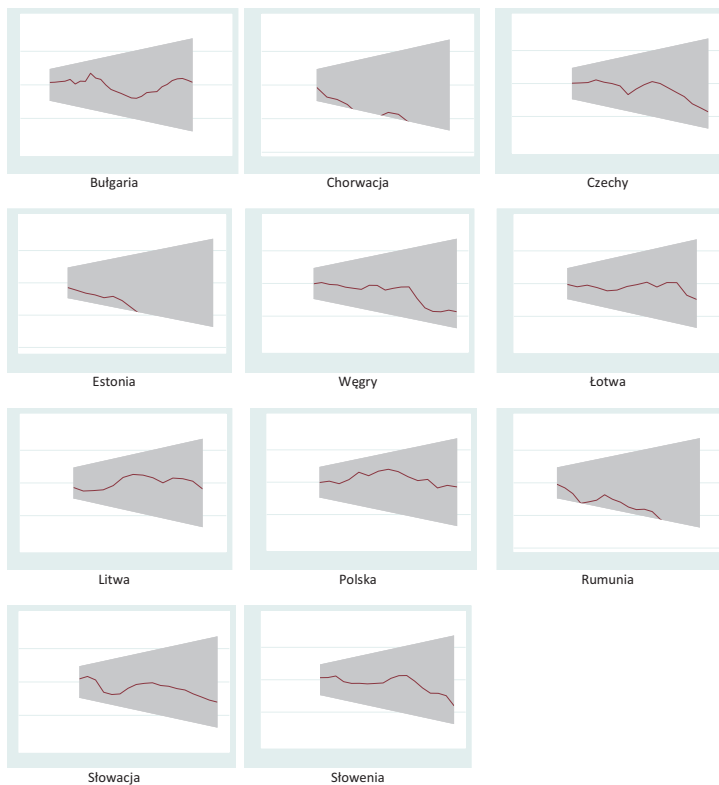 Bułgaria
Chorwacja
Czechy
Estonia
Węgry
Łotwa
Litwa
Polska
Rumunia
Słowacja
Słowenia